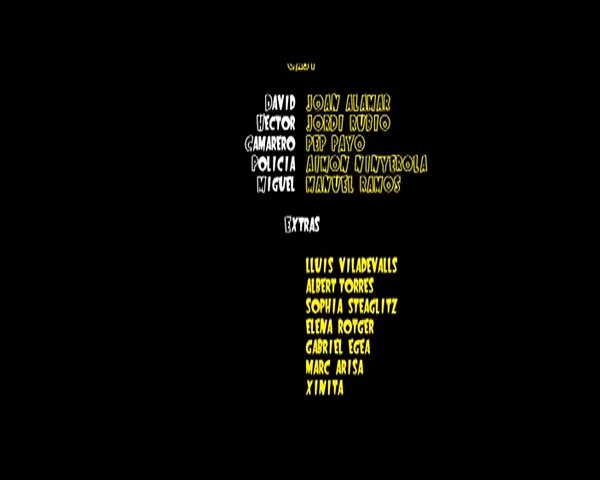 Cast
David Joan Alamar
Hector Jordi Rubio
Camarero Pep Payo
Policia Aimon Ninyerola
Miguel Manuel Ramos
Extras
Lluis Viladevalls
Albert Torres
Sophia Steaglitz
Elena Rotger
Gabriel Egea
Marc Arisa
Xinita